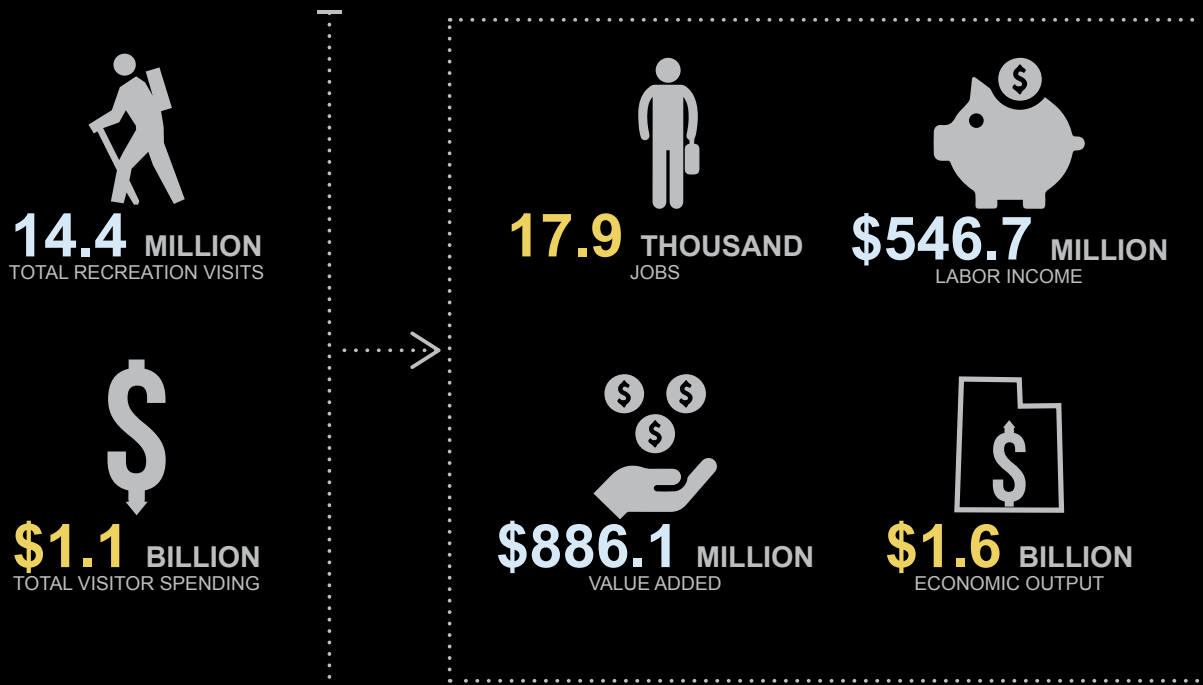 14.4 MILLION
TOTAL RECREATION VISITS
$1.1 BILLION
TOTAL VISITOR SPENDING
17.9 THOUSAND
JOBS
$546.7 MILLION
LABOR INCOME
$886.1 MILLION
VALUE ADDED
$1.6 BILLION
ECONOMIC OUTPUT